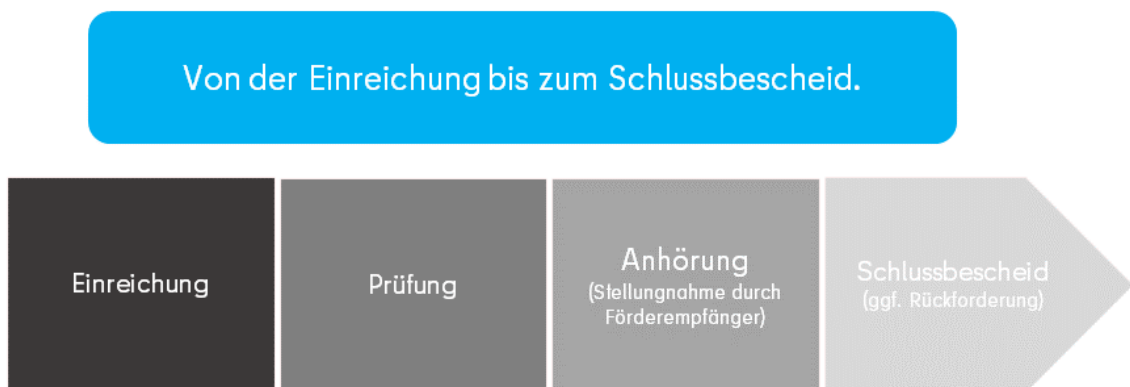 Von der Einreichung bis zum Schlussbescheid.
Einreichung
Prüfung
Anhörung
(Stellungnahme durch
Förderempfänger)
Schlussbescheid
(ggf. Rückforderung)